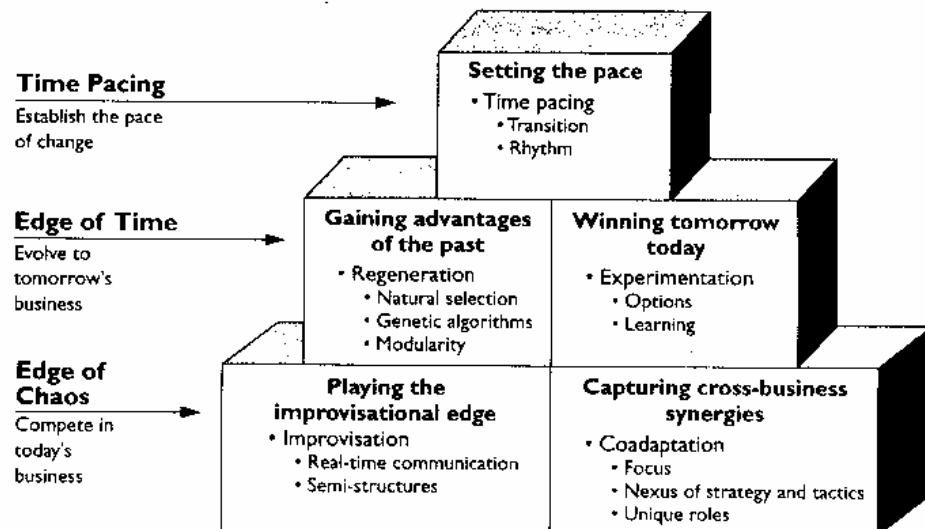 Setting the pace
• Time pacing
• Transition
• Rhythm
Time Pacing
Establish the pace
of change
Gaining advantages
of the past
• Regeneration
• Natural selection
• Genetic algorithms
• Modularity
Winning tomorrow
today
• Experimentation
• Options
• Learning
Edge of Time
Evolve to
tomorrow's
business
Playing the
improvisational edge
• Improvisation
• Real-time communication
• Semi-structures
Capturing cross-business
synergies
• Coadaptation
• Focus
• Nexus of strategy and tactics
• Unique roles
Edge of
Chaos
Compete in
today's
business